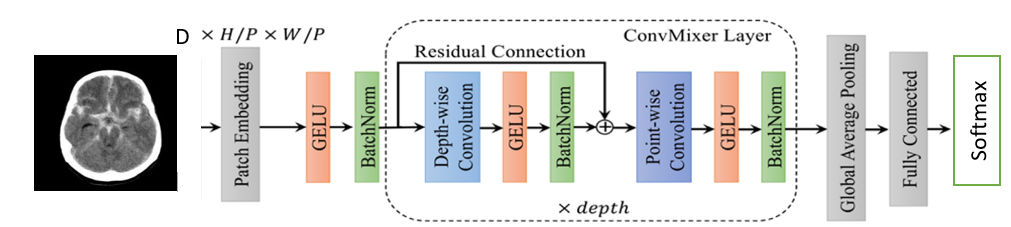 D × H/P × W/P
Patch Embedding
GELU
BatchNorm
Residual Connection
ConvMixer Layer
Depth-wise
Convolution
GELU
BatchNorm
Point-wise
Convolution
GELU
BatchNorm
× depth
Global Average Pooling
Fully Connected
Softmax